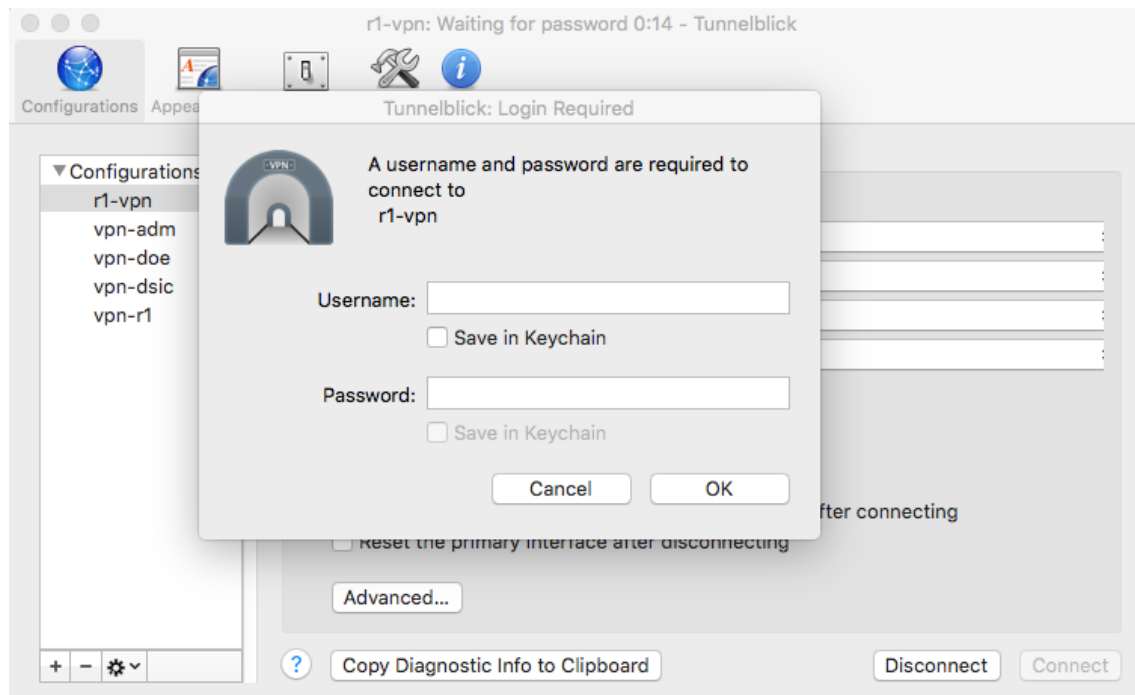 r1-vpn: Waiting for password 0:14 - Tunnelblick
Configurations
Appea
Tunnelblick: Login Required
VPN
A username and password are required to
connect to
r1-vpn
Configurations
r1-vpn
vpn-adm
vpn-doe
vpn-dsic
vpn-r1
Username:
Save in Keychain
Password:
Save in Keychain
Cancel
OK
fter connecting
Reset the primary interface after disconnecting
Advanced...
Copy Diagnostic Info to Clipboard
Disconnect
Connect